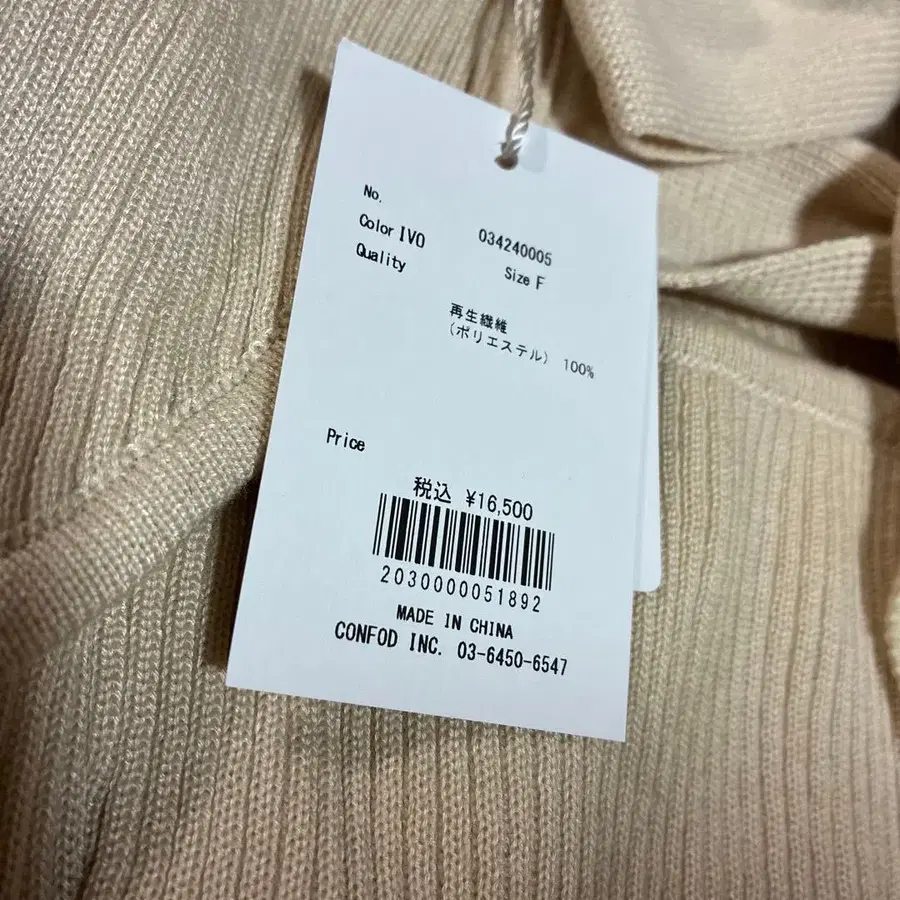 No. 034240005
Color IVO Size F
Quality
再生繊維
(ポリエステル) 100%
Price
税込 ¥16,500
2030000051892
MADE IN CHINA
CONFOD INC. 03-6450-6547